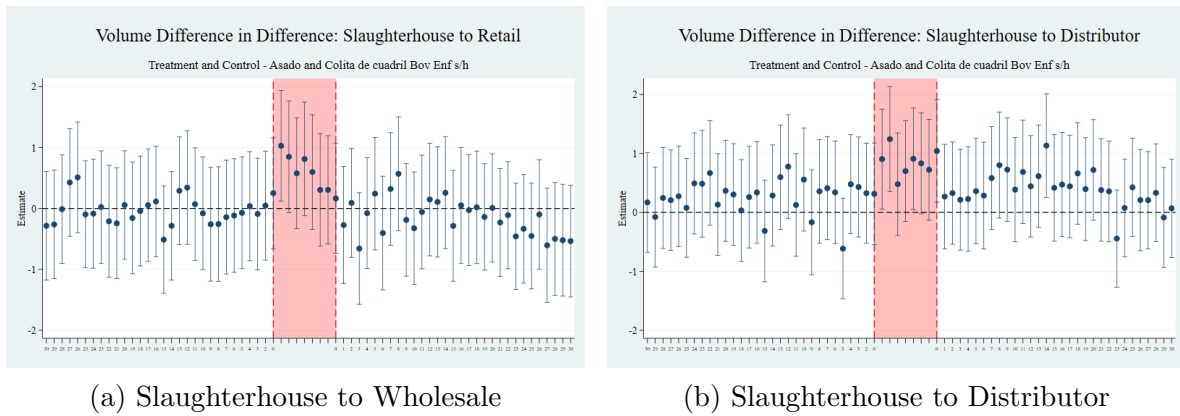 Volume Difference in Difference: Slaughterhouse to Retail
Treatment and Control - Asado and Colita de cuadril Bov Enf s/h
Estimate
2
1
0
-1
-2
(a) Slaughterhouse to Wholesale
Volume Difference in Difference: Slaughterhouse to Distributor
Treatment and Control - Asado and Colita de cuadril Bov Enf s/h
Estimate
2
1
0
-1
-2
(b) Slaughterhouse to Distributor